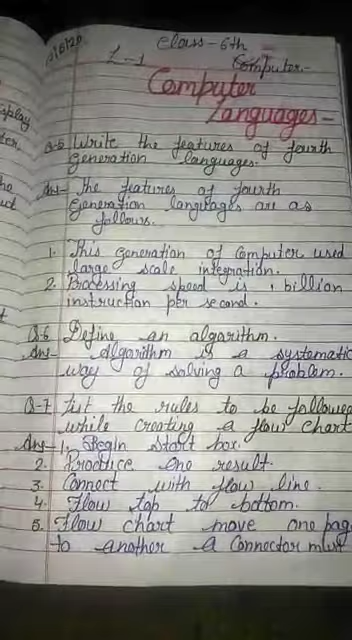 Class-6th
L-1 Computer-
Computer
Languages-
Q-5 Write the features of fourth
generation languages.
Ans- The features of fourth
generation languages are as
follows.
1. This generation of computer used
large scale integration.
2. Processing speed is 1 billion
instruction per second.
Q-6 Define an algorithm.
Ans- Algorithm is a systematic
way of solving a problem.
Q-7 List the rules to be followed
while creating a flow chart
Ans- 1. Begin start box.
2. Practice one result.
3. Connect with flow line.
4. Flow top to bottom.
5. Flow chart move one pag
to another a connector must